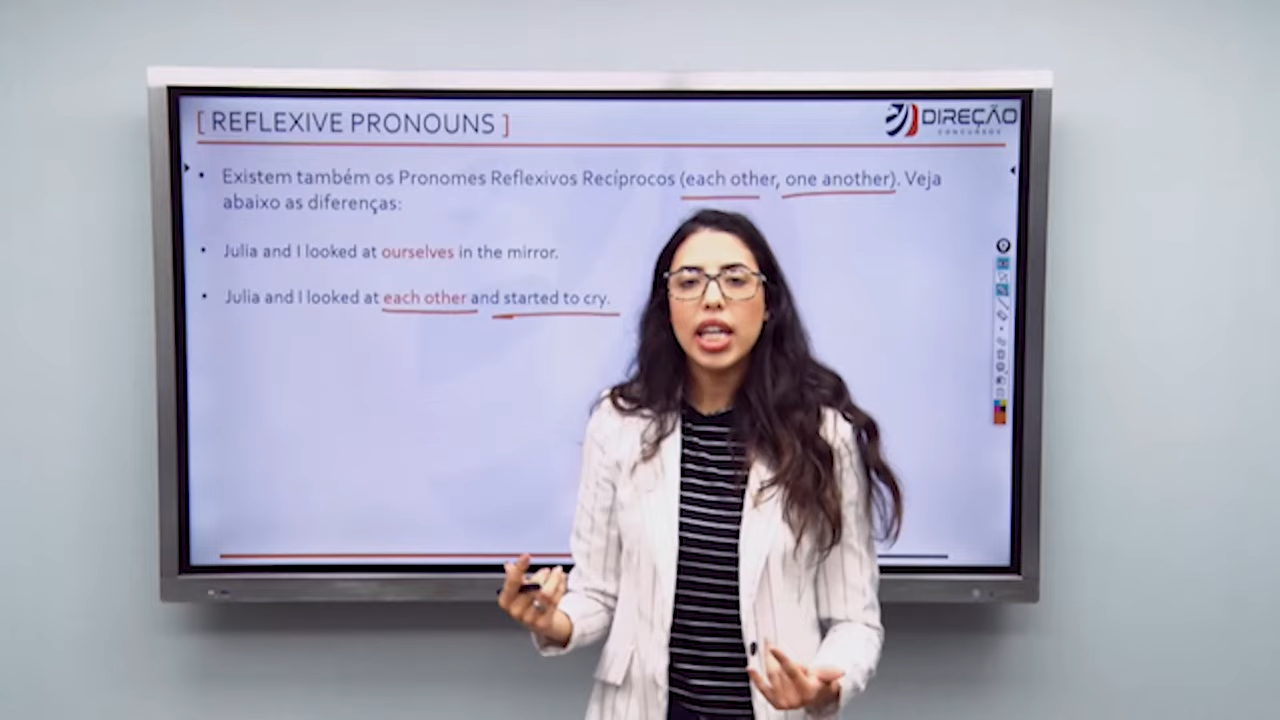 [ REFLEXIVE PRONOUNS ]
DIREÇÃO
CONCURSOS
• Existem também os Pronomes Reflexivos Recíprocos (each other, one another). Veja
abaixo as diferenças:
• Julia and I looked at ourselves in the mirror.
• Julia and I looked at each other and started to cry.